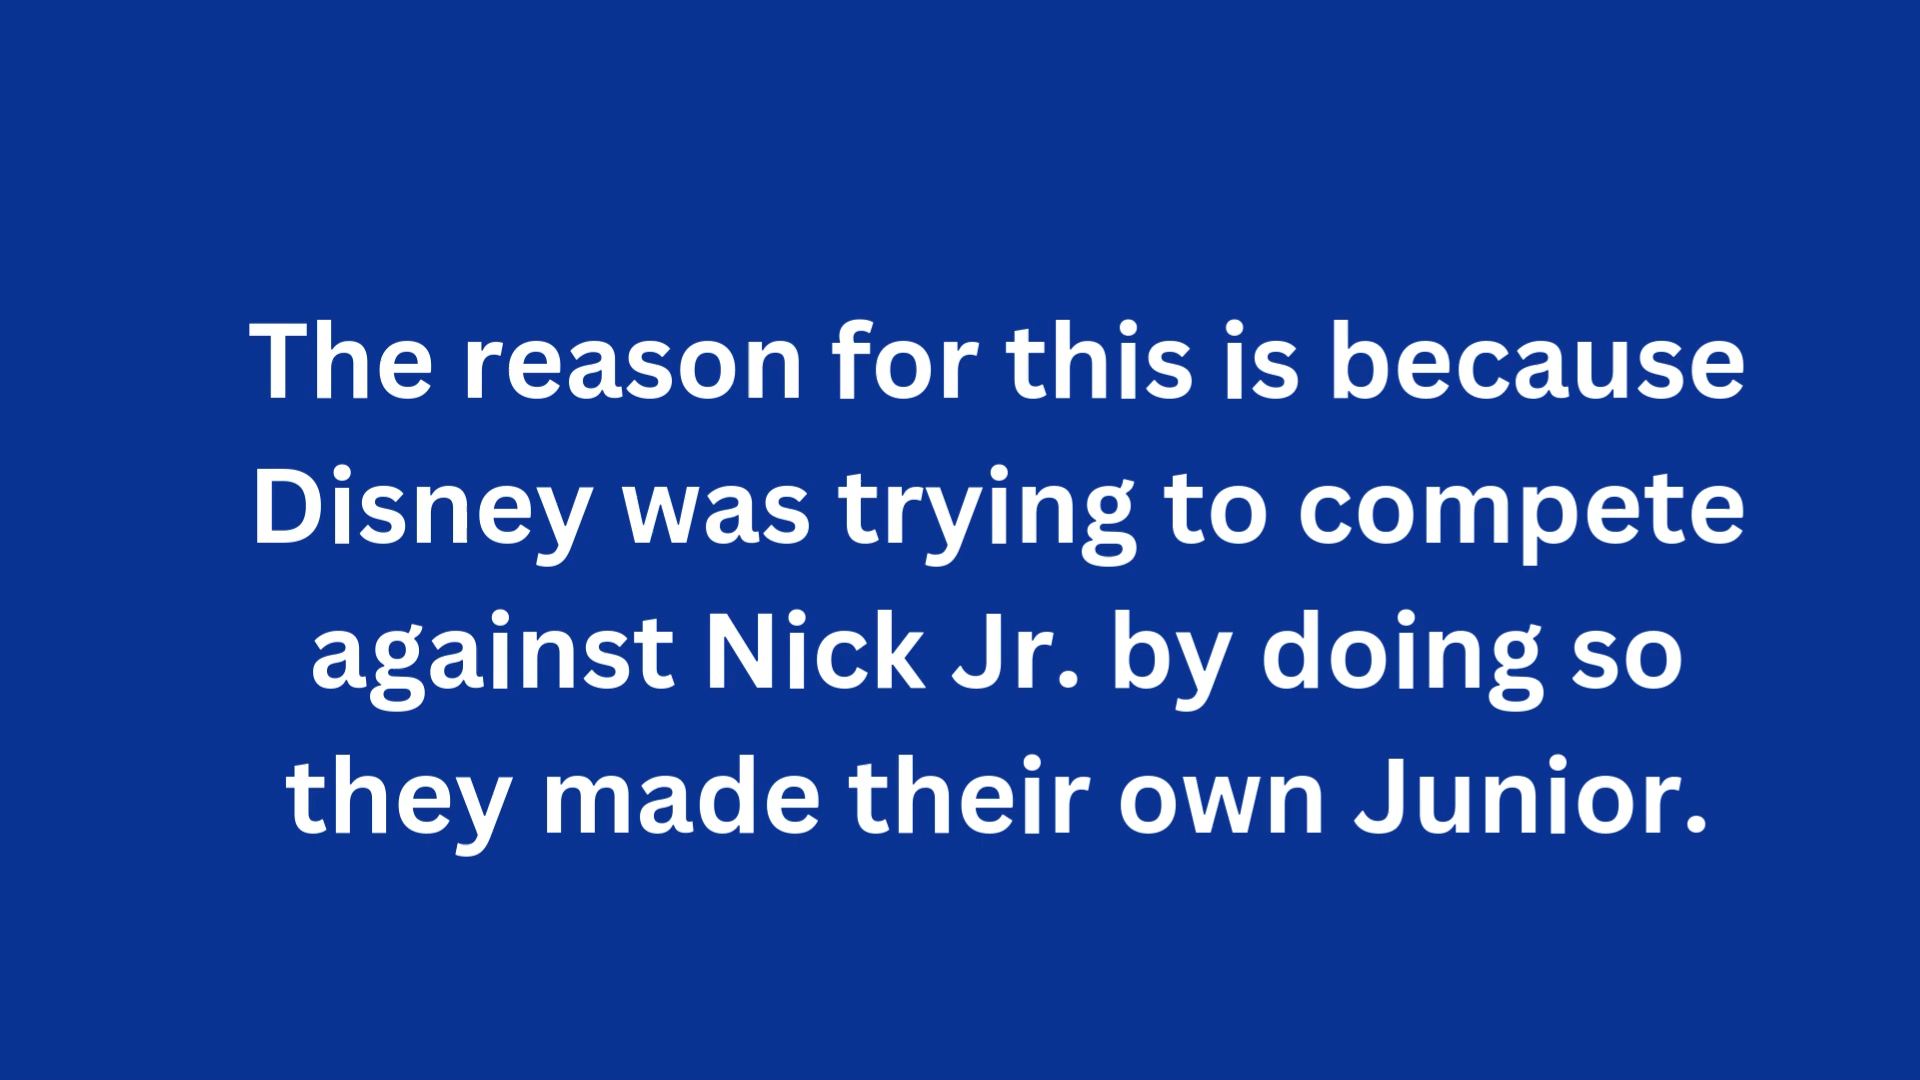 The reason for this is because
Disney was trying to compete
against Nick Jr. by doing so
they made their own Junior.